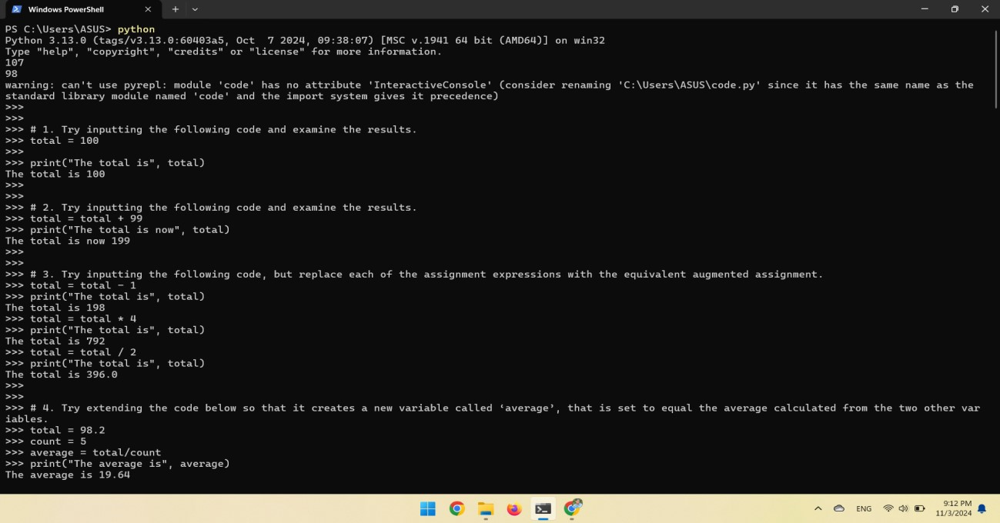 Windows PowerShell
PS C:\Users\ASUS> python
Python 3.13.0 (tags/v3.13.0:60403a5, Oct  7 2024, 09:38:07) [MSC v.1941 64 bit (AMD64)] on win32
Type "help", "copyright", "credits" or "license" for more information.
107
98
warning: can't use pyrepl: module 'code' has no attribute 'InteractiveConsole' (consider renaming 'C:\Users\ASUS\code.py' since it has the same name as the
standard library module named 'code' and the import system gives it precedence)
>>>
>>>
>>> # 1. Try inputting the following code and examine the results.
>>> total = 100
>>>
>>> print("The total is", total)
The total is 100
>>>
>>>
>>> # 2. Try inputting the following code and examine the results.
>>> total = total + 99
>>> print("The total is now", total)
The total is now 199
>>>
>>>
>>> # 3. Try inputting the following code, but replace each of the assignment expressions with the equivalent augmented assignment.
>>> total = total - 1
>>> print("The total is", total)
The total is 198
>>> total = total * 4
>>> print("The total is", total)
The total is 792
>>> total = total / 2
>>> print("The total is", total)
The total is 396.0
>>>
>>>
>>> # 4. Try extending the code below so that it creates a new variable called ‘average’, that is set to equal the average calculated from the two other var
iables.
>>> total = 98.2
>>> count = 5
>>> average = total/count
>>> print("The average is", average)
The average is 19.64
ENG
9:12 PM
11/3/2024